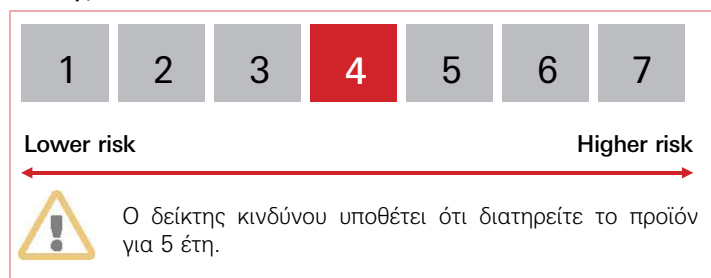 1 2 3 4 5 6 7
Lower risk Higher risk
Ο δείκτης κινδύνου υποθέτει ότι διατηρείτε το προϊόν
για 5 έτη.